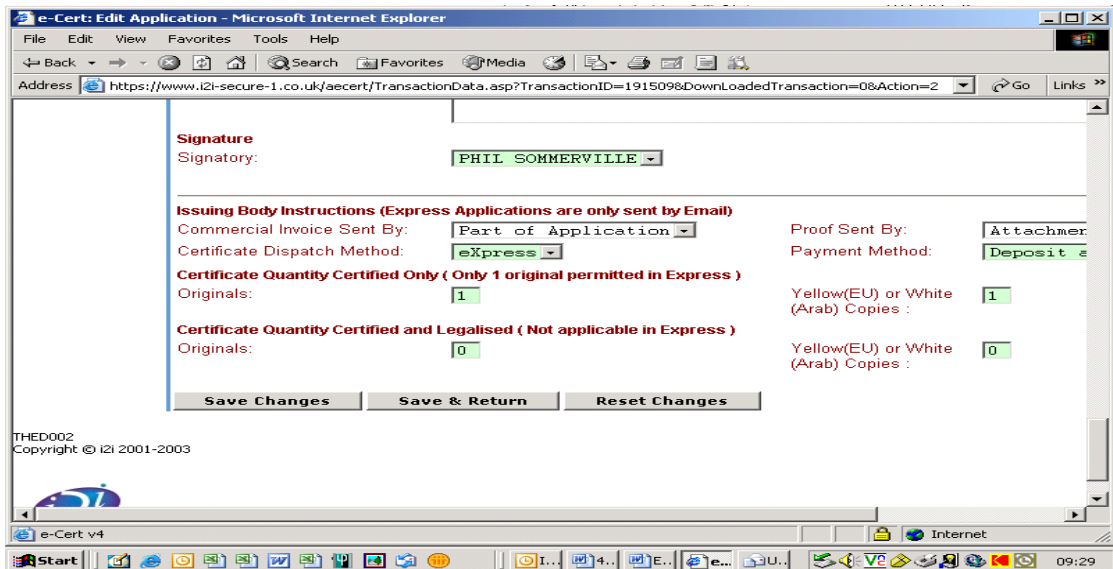 e-Cert: Edit Application - Microsoft Internet Explorer
File Edit View Favorites Tools Help
Back Search Favorites Media
Address https://www.i2i-secure-1.co.uk/aecert/TransactionData.asp?TransactionID=191509&DownLoadedTransaction=0&Action=2 Go Links »
Signature
Signatory: PHIL SOMMERVILLE
Issuing Body Instructions (Express Applications are only sent by Email)
Commercial Invoice Sent By: Part of Application Proof Sent By: Attachmen
Certificate Dispatch Method: eXpress Payment Method: Deposit a
Certificate Quantity Certified Only ( Only 1 original permitted in Express )
Originals: 1 Yellow(EU) or White 1
(Arab) Copies :
Certificate Quantity Certified and Legalised ( Not applicable in Express )
Originals: 0 Yellow(EU) or White 0
(Arab) Copies :
Save Changes Save & Return Reset Changes
THED002
Copyright © i2i 2001-2003
e-Cert v4 Internet
Start I... 4.. E.. e... U.. V2 09:29